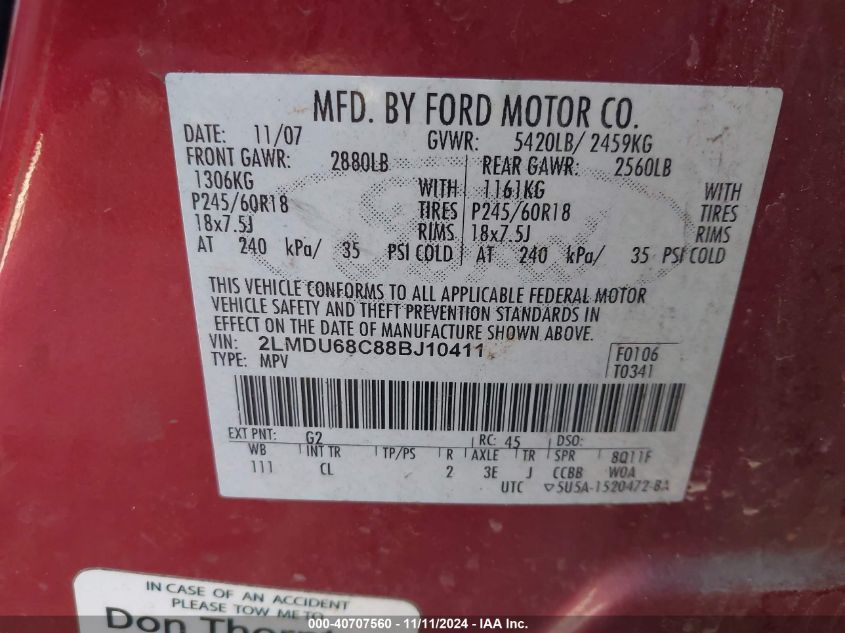 MFD. BY FORD MOTOR CO.
DATE: 11/07 GVWR: 5420LB/ 2459KG
FRONT GAWR: 2880LB REAR GAWR: 2560LB
1306KG WITH 1161KG WITH
P245/60R18 TIRES P245/60R18 TIRES
18x7.5J RIMS 18x7.5J RIMS
AT 240 kPa/ 35 PSI COLD AT 240 kPa/ 35 PSI COLD
THIS VEHICLE CONFORMS TO ALL APPLICABLE FEDERAL MOTOR
VEHICLE SAFETY AND THEFT PREVENTION STANDARDS IN
EFFECT ON THE DATE OF MANUFACTURE SHOWN ABOVE.
VIN: 2LMDU68C88BJ10411 F0106
TYPE: MPV T0341
EXT PNT: G2 RC: 45 DSO:
WB INT TR TP/PS R AXLE TR SPR 8Q11F
111 CL 2 3E J CCBB W0A
UTC ▽5U5A-1520472-BA
IN CASE OF AN ACCIDENT
PLEASE TOW ME TO
Don
000-40707560 - 11/11/2024 - IAA Inc.